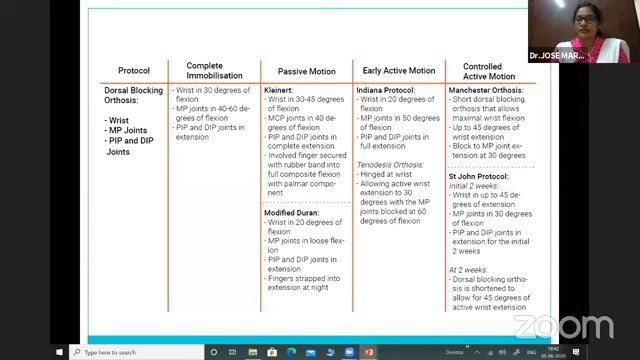 Protocol
Dorsal Blocking
Orthosis:
- Wrist
- MP Joints
- PIP and DIP
Joints
Complete
Immobilisation
- Wrist in 30 degrees of
flexion
- MP joints in 40-60 de-
grees of flexion
- PIP and DIP joints in
extension
Passive Motion
Kleinert:
- Wrist in 30-45 degrees
of flexion
- MCP joints in 40 de-
grees of flexion
- PIP and DIP joints in
complete extension
- Involved finger secured
with rubber band into
full composite flexion
with palmar comp-
onent
Modified Duran:
- Wrist in 20 degrees of
flexion
- MP joints in loose flex-
ion
- PIP and DIP joints in
extension
- Fingers strapped into
extension at night
Early Active Motion
Indiana Protocol:
- Wrist in 20 degrees of
flexion
- MP joints in 50 degrees
of flexion
- PIP and DIP joints in
full extension
Tenodesis Orthosis:
- Hinged at wrist
- Allowing active wrist
extension to 30
degrees with the MP
joints blocked at 60
degrees of flexion
Controlled
Active Motion
Manchester Orthosis:
- Short dorsal blocking
orthosis that allows
maximal wrist flexion
- Up to 45 degrees of
wrist extension
- Block to MP joint ex-
tension at 30 degrees
St John Protocol:
Initial 2 weeks:
- Wrist in up to 45 de-
grees of extension
- MP joints in 30 degrees
of flexion
- PIP and DIP joints in
extension for the initial
2 weeks
At 2 weeks:
- Dorsal blocking ortho-
sis is shortened to
allow for 45 degrees of
active wrist extension
Dr.JOSE MAR...
zoom
Type here to search
Desktop
18:42
05-06-2020